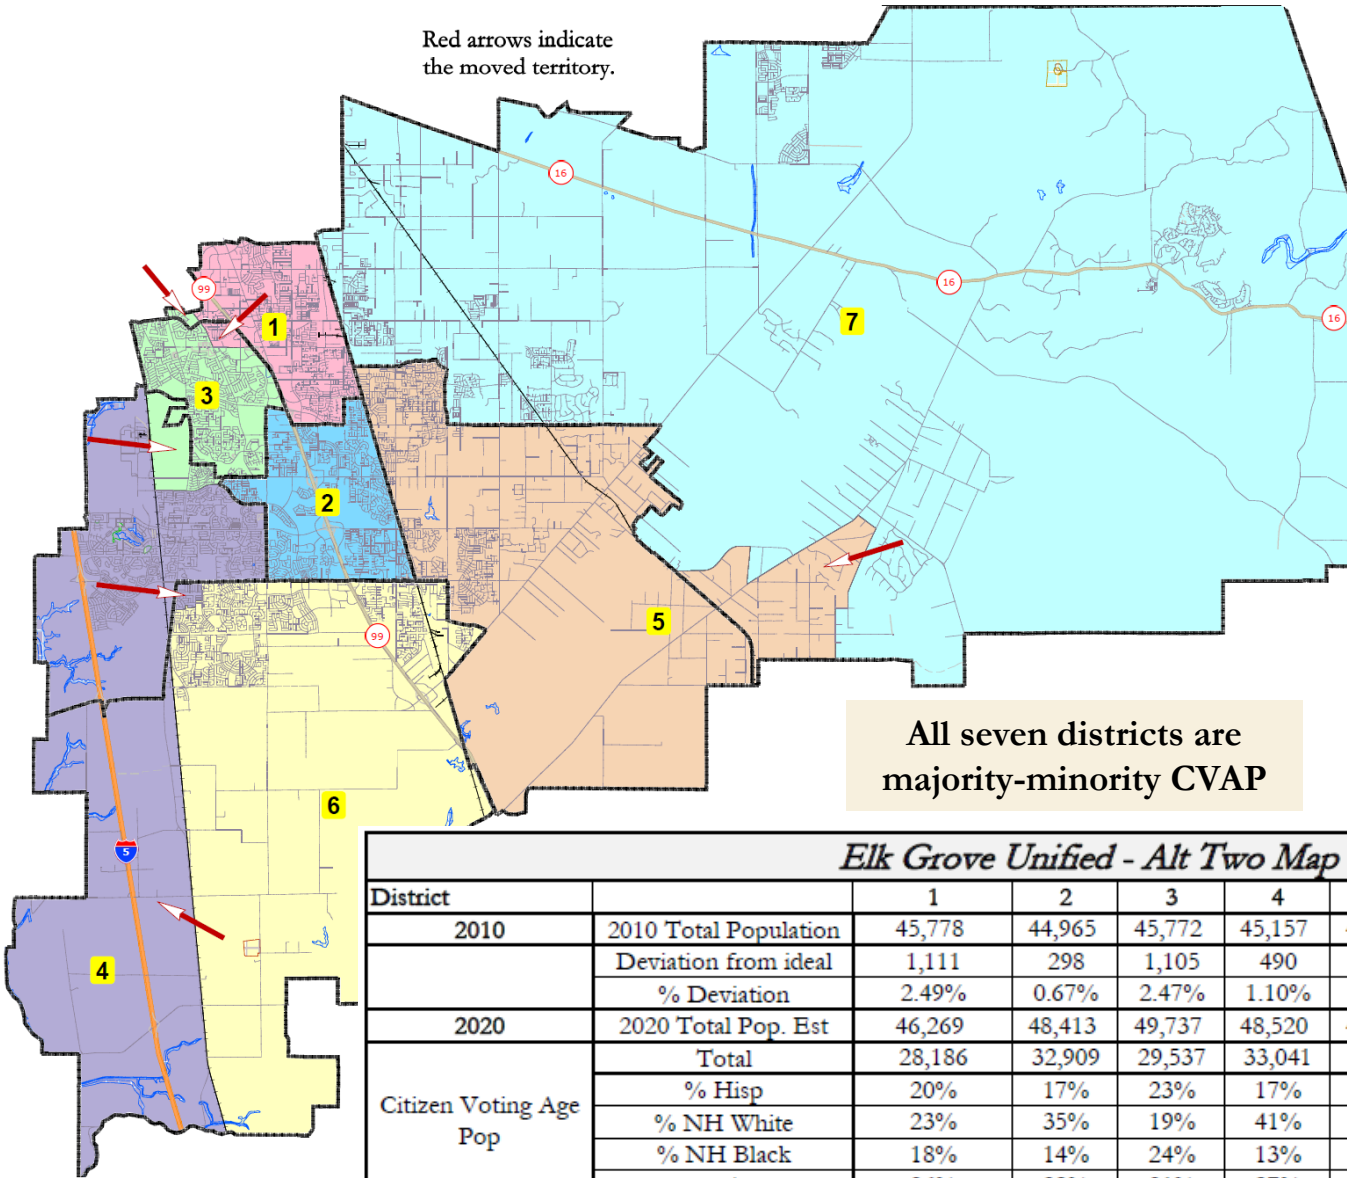 Red arrows indicate
the moved territory.
16
16
16
99
1
7
3
2
5
99
6
5
4
All seven districts are
majority-minority CVAP
Elk Grove Unified - Alt Two Map
District 1 2 3 4
2010 2010 Total Population 45,778 44,965 45,772 45,157
Deviation from ideal 1,111 298 1,105 490
% Deviation 2.49% 0.67% 2.47% 1.10%
2020 2020 Total Pop. Est 46,269 48,413 49,737 48,520
Citizen Voting Age
Pop
Total 28,186 32,909 29,537 33,041
% Hisp 20% 17% 23% 17%
% NH White 23% 35% 19% 41%
% NH Black 18% 14% 24% 13%